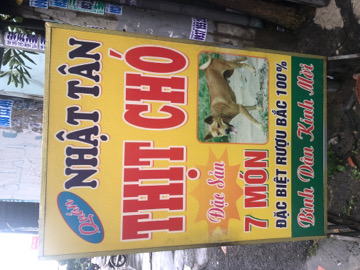 Quán
NHẬT TÂN
THỊT CHÓ
Đặc Sản
7 MÓN
ĐẶC BIỆT RƯỢU BẮC 100%
Bình Dân Kính Mời